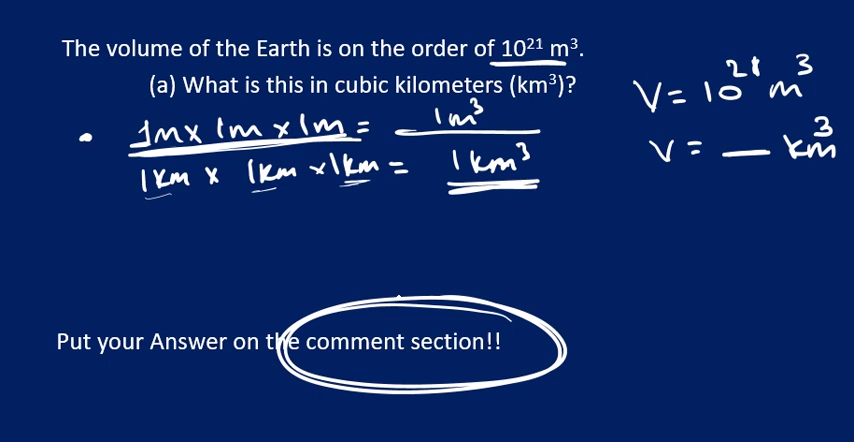 The volume of the Earth is on the order of 10²¹ m³.
(a) What is this in cubic kilometers (km³)?
V = 10²¹ m³
V = __ km³
• 1m x 1m x 1m = 1m³
1km x 1km x 1km = 1km³
Put your Answer on the comment section!!